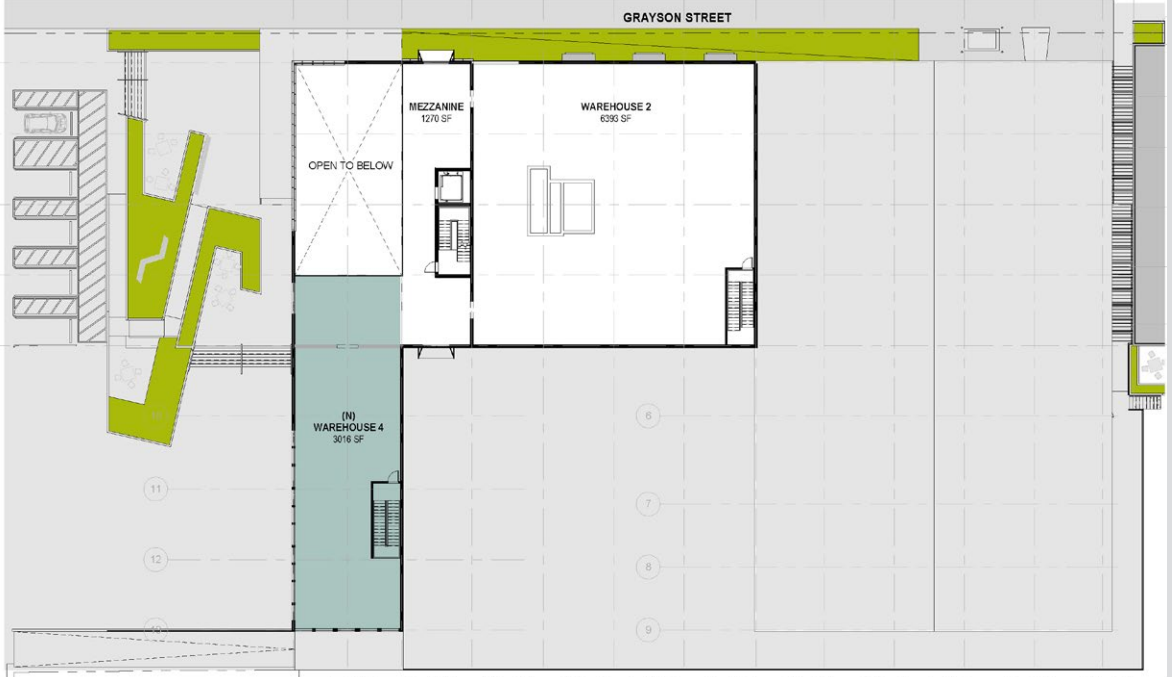 GRAYSON STREET
MEZZANINE
1270 SF
WAREHOUSE 2
6393 SF
OPEN TO BELOW
(N)
WAREHOUSE 4
3016 SF
6
11
7
12
8
9